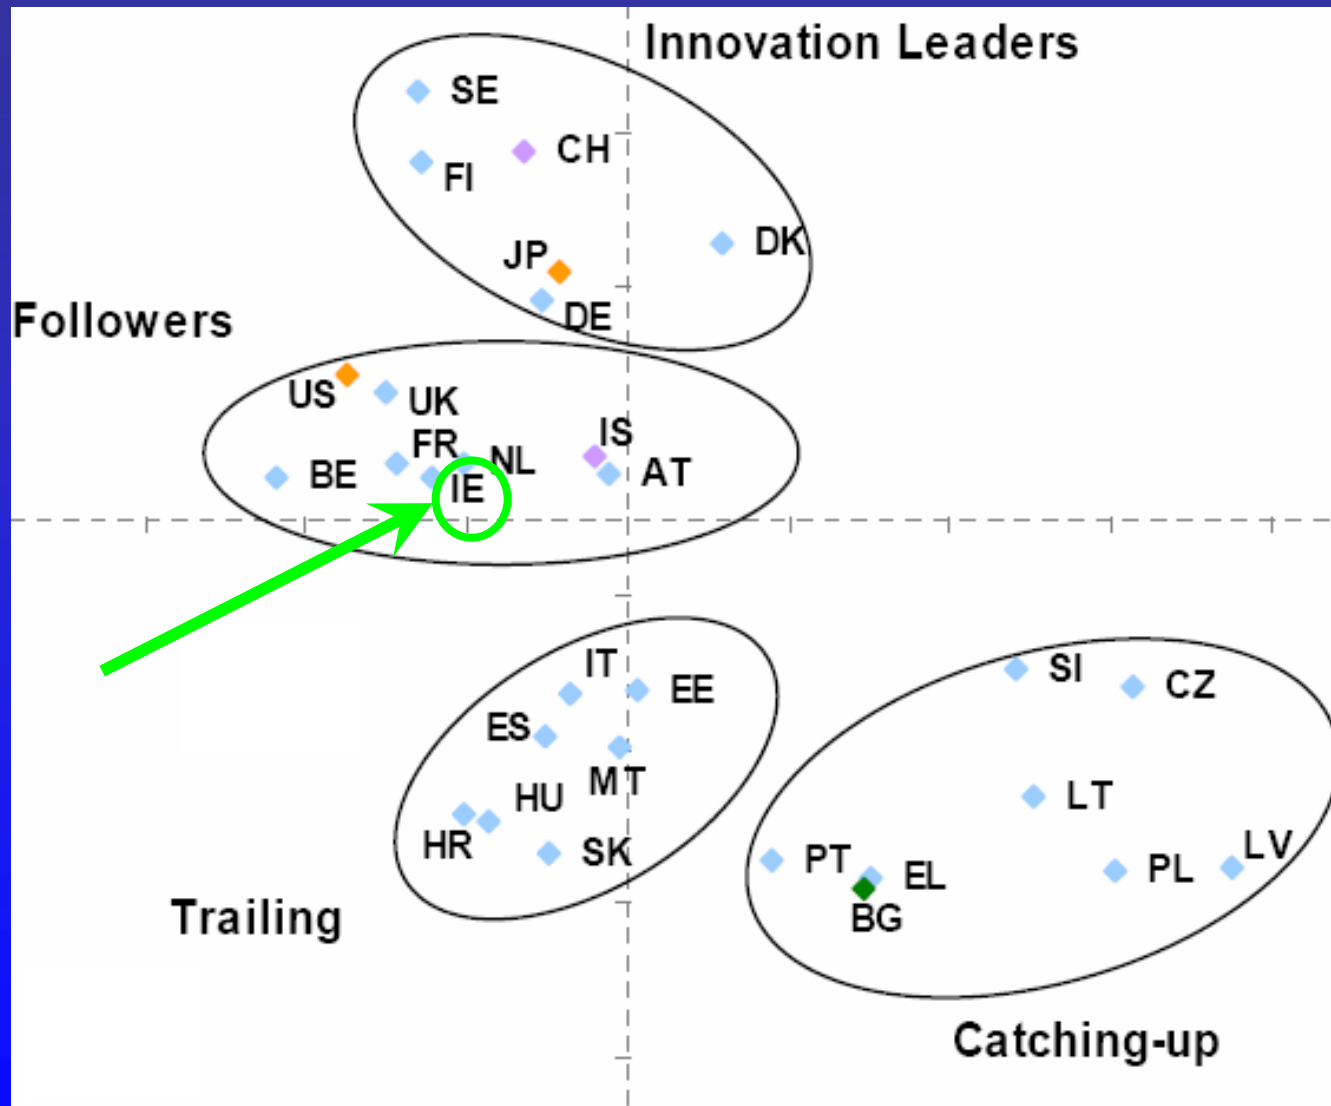 Innovation Leaders
SE
CH
FI
DK
JP
DE
Followers
US
UK
FR
IS
NL
AT
BE
IE
IT
EE
SI
CZ
ES
MT
HU
LT
HR
SK
PT
EL
PL
LV
BG
Trailing
Catching-up